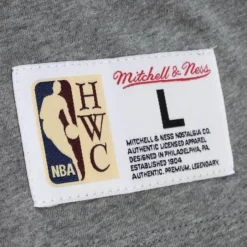 Mitchell & Ness
HWC
NBA
L
MITCHELL & NESS NOSTALGIA CO.
AUTHENTIC LICENSED APPAREL
DESIGNED IN PHILADELPHIA, PA
ESTABLISHED 1904
AUTHENTIC. PREMIUM. LEGENDARY.